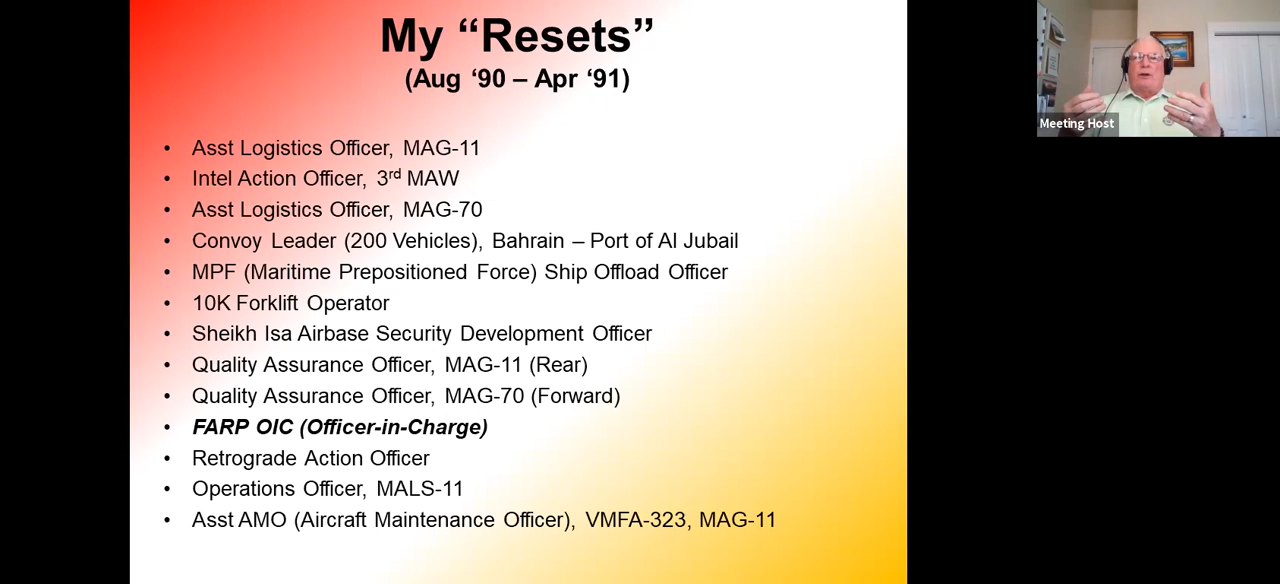 My “Resets”
(Aug ‘90 – Apr ‘91)
• Asst Logistics Officer, MAG-11
• Intel Action Officer, 3rd MAW
• Asst Logistics Officer, MAG-70
• Convoy Leader (200 Vehicles), Bahrain – Port of Al Jubail
• MPF (Maritime Prepositioned Force) Ship Offload Officer
• 10K Forklift Operator
• Sheikh Isa Airbase Security Development Officer
• Quality Assurance Officer, MAG-11 (Rear)
• Quality Assurance Officer, MAG-70 (Forward)
• FARP OIC (Officer-in-Charge)
• Retrograde Action Officer
• Operations Officer, MALS-11
• Asst AMO (Aircraft Maintenance Officer), VMFA-323, MAG-11
Meeting Host